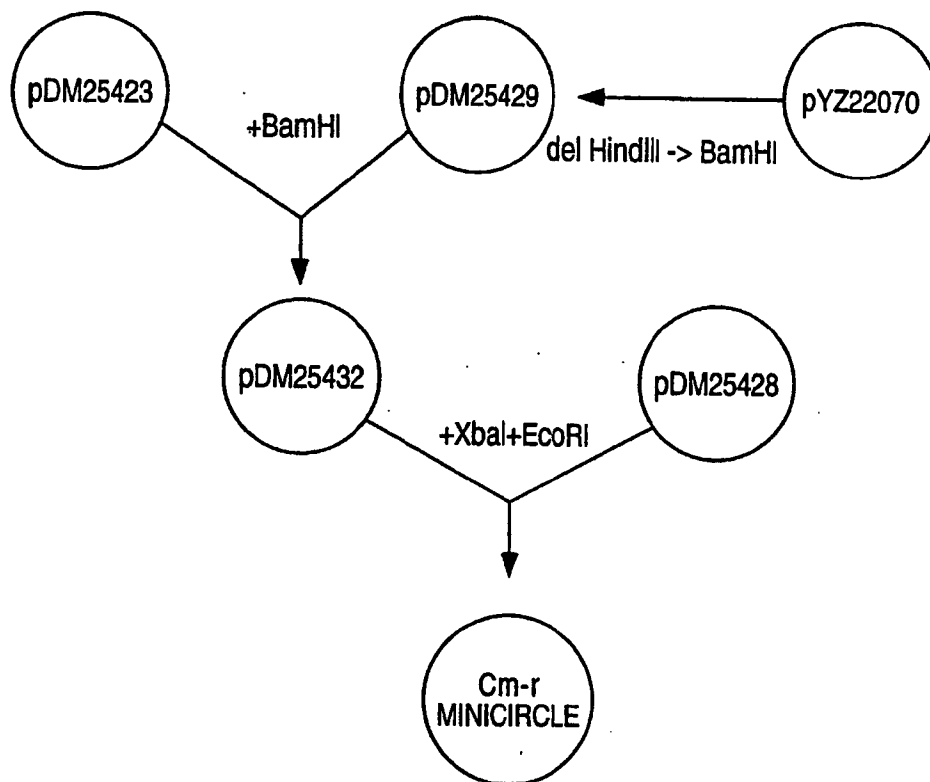 pDM25423
pDM25429
pYZ22070
+BamHI
del HindIII -> BamHI
pDM25432
pDM25428
+XbaI+EcoRI
Cm-r
MINICIRCLE